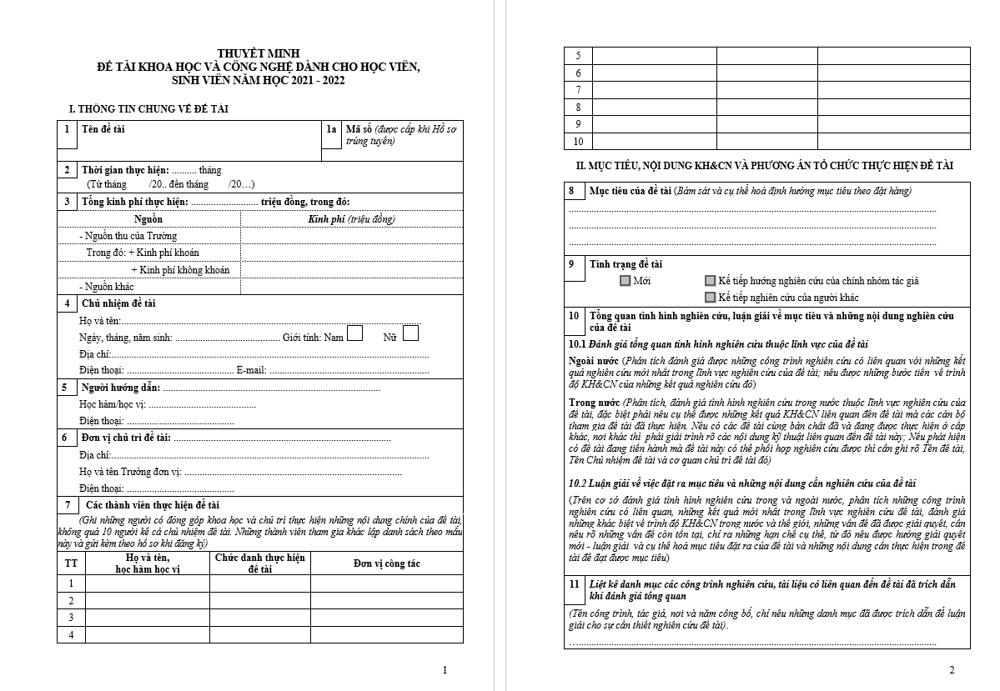 THUYẾT MINH
ĐỀ TÀI KHOA HỌC VÀ CÔNG NGHỆ DÀNH CHO HỌC VIÊN,
SINH VIÊN NĂM HỌC 2021 - 2022
I. THÔNG TIN CHUNG VỀ ĐỀ TÀI
1 Tên đề tài
1a Mã số (được cấp khi Hồ sơ
trúng tuyển)
2 Thời gian thực hiện: .......... tháng
(Từ tháng /20.. đến tháng /20…)
3 Tổng kinh phí thực hiện: ........................... triệu đồng, trong đó:
Nguồn Kinh phí (triệu đồng)
- Nguồn thu của Trường
Trong đó: + Kinh phí khoán
+ Kinh phí không khoán
- Nguồn khác
4 Chủ nhiệm đề tài
Họ và tên:........................................................................................................................
Ngày, tháng, năm sinh: .......................................... Giới tính: Nam Nữ
Địa chỉ:...............................................................................................................................
Điện thoại: ........................................... E-mail: ................................................................
5 Người hướng dẫn: .......................................................................................
Học hàm/học vị: ...........................................
Điện thoại: ...........................................
6 Đơn vị chủ trì đề tài: .......................................................................................
Địa chỉ:...............................................................................................................................
Họ và tên Trưởng đơn vị: .......................................................................................
Điện thoại: ...........................................
7 Các thành viên thực hiện đề tài
(Ghi những người có đóng góp khoa học và chủ trì thực hiện những nội dung chính của đề tài,
không quá 10 người kể cả chủ nhiệm đề tài. Những thành viên tham gia khác lập danh sách theo mẫu
này và gửi kèm theo hồ sơ khi đăng ký)
TT Họ và tên, Chức danh thực hiện Đơn vị công tác
học hàm học vị đề tài
1
2
3
4
1
5
6
7
8
9
10
II. MỤC TIÊU, NỘI DUNG KH&CN VÀ PHƯƠNG ÁN TỔ CHỨC THỰC HIỆN ĐỀ TÀI
8 Mục tiêu của đề tài (Bám sát và cụ thể hoá định hướng mục tiêu theo đặt hàng)
...................................................................................................................................................
...................................................................................................................................................
...................................................................................................................................................
9 Tình trạng đề tài
Mới Kế tiếp hướng nghiên cứu của chính nhóm tác giả
Kế tiếp nghiên cứu của người khác
10 Tổng quan tình hình nghiên cứu, luận giải về mục tiêu và những nội dung nghiên cứu
của đề tài
10.1 Đánh giá tổng quan tình hình nghiên cứu thuộc lĩnh vực của đề tài
Ngoài nước (Phân tích đánh giá được những công trình nghiên cứu có liên quan với những kết
quả nghiên cứu mới nhất trong lĩnh vực nghiên cứu của đề tài; nêu được những bước tiến về trình
độ KH&CN của những kết quả nghiên cứu đó)
Trong nước (Phân tích, đánh giá tình hình nghiên cứu trong nước thuộc lĩnh vực nghiên cứu của
đề tài, đặc biệt phải nêu cụ thể được những kết quả KH&CN liên quan đến đề tài mà các cán bộ
tham gia đề tài đã thực hiện. Nếu có các đề tài cùng bản chất đã và đang được thực hiện ở cấp
khác, nơi khác thì phải giải trình rõ các nội dung kỹ thuật liên quan đến đề tài này; Nếu phát hiện
có đề tài đang tiến hành mà đề tài này có thể phối hợp nghiên cứu được thì cần ghi rõ Tên đề tài,
Tên Chủ nhiệm đề tài và cơ quan chủ trì đề tài đó)
10.2 Luận giải về việc đặt ra mục tiêu và những nội dung cần nghiên cứu của đề tài
(Trên cơ sở đánh giá tình hình nghiên cứu trong và ngoài nước, phân tích những công trình
nghiên cứu có liên quan, những kết quả mới nhất trong lĩnh vực nghiên cứu đề tài, đánh giá
những khác biệt về trình độ KH&CN trong nước và thế giới, những vấn đề đã được giải quyết, cần
nêu rõ những vấn đề còn tồn tại, chỉ ra những hạn chế cụ thể, từ đó nêu được hướng giải quyết
mới - luận giải và cụ thể hoá mục tiêu đặt ra của đề tài và những nội dung cần thực hiện trong đề
tài để đạt được mục tiêu)
11 Liệt kê danh mục các công trình nghiên cứu, tài liệu có liên quan đến đề tài đã trích dẫn
khi đánh giá tổng quan
(Tên công trình, tác giả, nơi và năm công bố, chỉ nêu những danh mục đã được trích dẫn để luận
giải cho sự cần thiết nghiên cứu đề tài).
…................................................................................................................................................
2